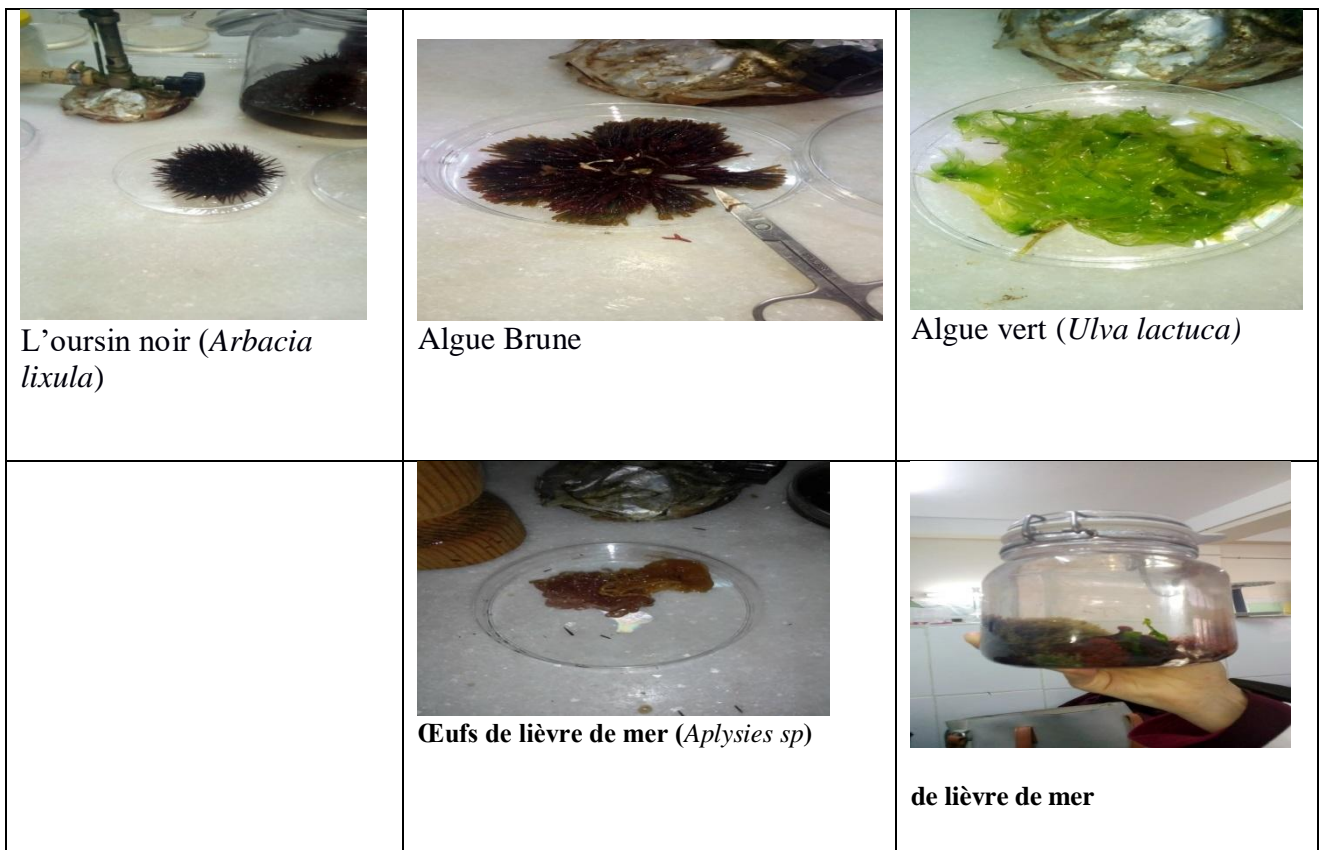 L’oursin noir (Arbacia
lixula)
Algue Brune
Algue vert (Ulva lactuca)
Œufs de lièvre de mer (Aplysies sp)
de lièvre de mer